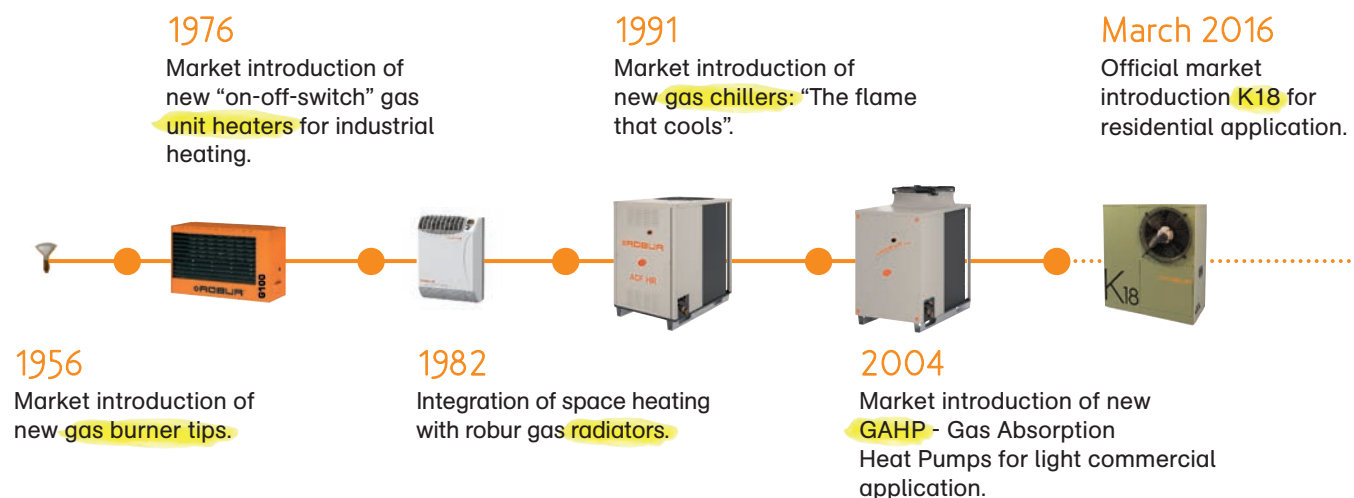 1976
Market introduction of
new “on-off-switch” gas
unit heaters for industrial
heating.
1991
Market introduction of
new gas chillers: “The flame
that cools”.
March 2016
Official market
introduction K18 for
residential application.
ROBUR
G100
ROBUR
ACF HR
K18
1956
Market introduction of
new gas burner tips.
1982
Integration of space heating
with robur gas radiators.
2004
Market introduction of new
GAHP - Gas Absorption
Heat Pumps for light commercial
application.